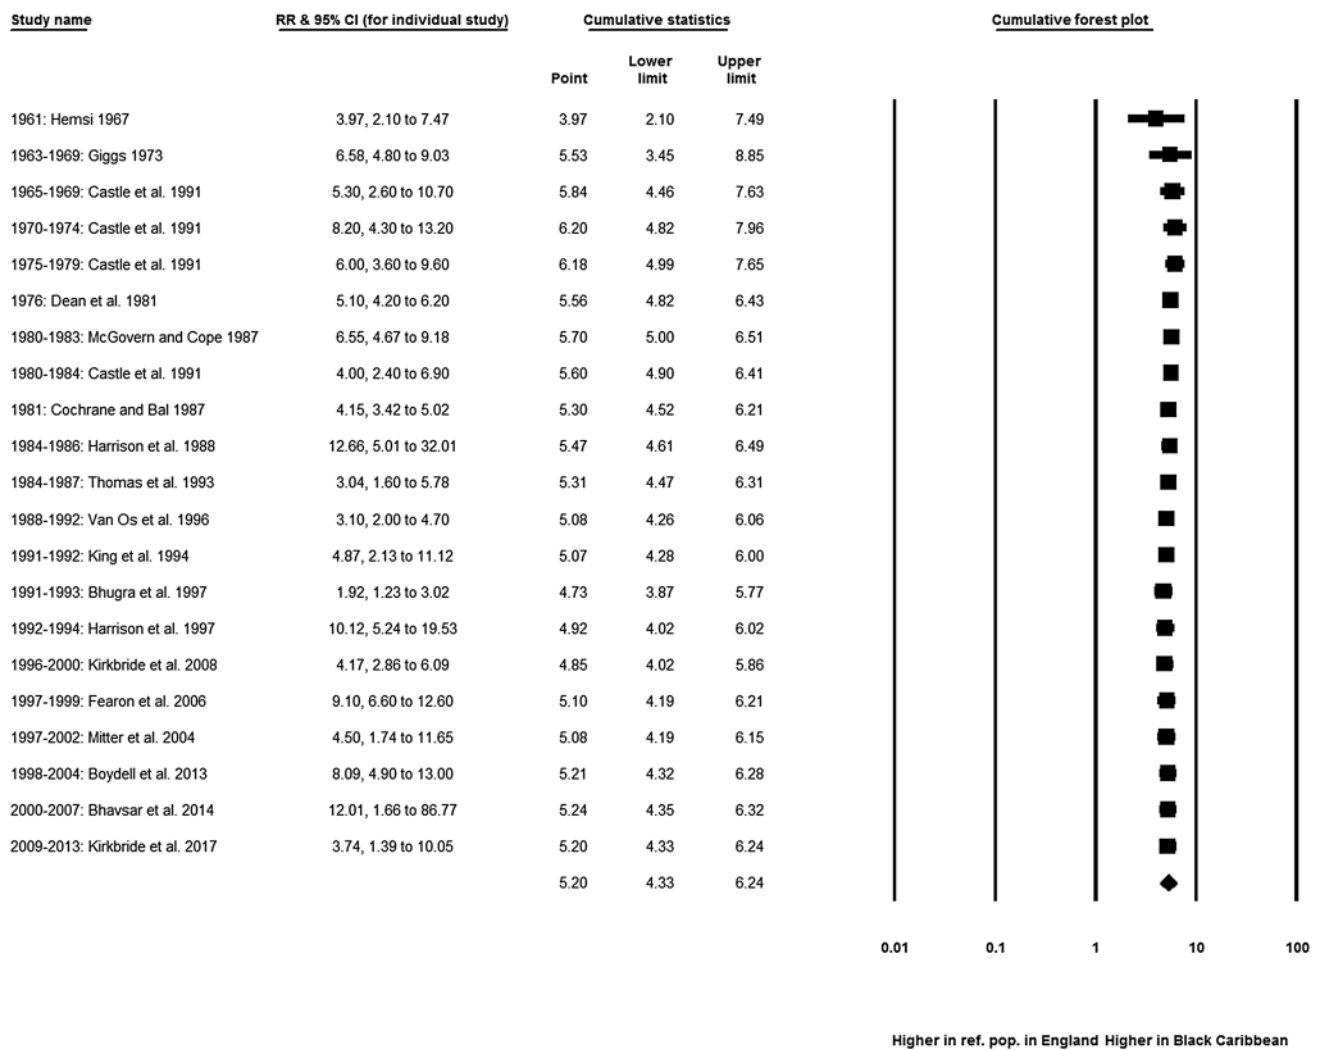 Study name RR & 95% CI (for individual study) Cumulative statistics Cumulative forest plot
Lower Upper
Point limit limit
1961: Hemsi 1967 3.97, 2.10 to 7.47 3.97 2.10 7.49
1963-1969: Giggs 1973 6.58, 4.80 to 9.03 5.53 3.45 8.85
1965-1969: Castle et al. 1991 5.30, 2.60 to 10.70 5.84 4.46 7.63
1970-1974: Castle et al. 1991 8.20, 4.30 to 13.20 6.20 4.82 7.96
1975-1979: Castle et al. 1991 6.00, 3.60 to 9.60 6.18 4.99 7.65
1976: Dean et al. 1981 5.10, 4.20 to 6.20 5.56 4.82 6.43
1980-1983: McGovern and Cope 1987 6.55, 4.67 to 9.18 5.70 5.00 6.51
1980-1984: Castle et al. 1991 4.00, 2.40 to 6.90 5.60 4.90 6.41
1981: Cochrane and Bal 1987 4.15, 3.42 to 5.02 5.30 4.52 6.21
1984-1986: Harrison et al. 1988 12.66, 5.01 to 32.01 5.47 4.61 6.49
1984-1987: Thomas et al. 1993 3.04, 1.60 to 5.78 5.31 4.47 6.31
1988-1992: Van Os et al. 1996 3.10, 2.00 to 4.70 5.08 4.26 6.06
1991-1992: King et al. 1994 4.87, 2.13 to 11.12 5.07 4.28 6.00
1991-1993: Bhugra et al. 1997 1.92, 1.23 to 3.02 4.73 3.87 5.77
1992-1994: Harrison et al. 1997 10.12, 5.24 to 19.53 4.92 4.02 6.02
1996-2000: Kirkbride et al. 2008 4.17, 2.86 to 6.09 4.85 4.02 5.86
1997-1999: Fearon et al. 2006 9.10, 6.60 to 12.60 5.10 4.19 6.21
1997-2002: Mitter et al. 2004 4.50, 1.74 to 11.65 5.08 4.19 6.15
1998-2004: Boydell et al. 2013 8.09, 4.90 to 13.00 5.21 4.32 6.28
2000-2007: Bhavsar et al. 2014 12.01, 1.66 to 86.77 5.24 4.35 6.32
2009-2013: Kirkbride et al. 2017 3.74, 1.39 to 10.05 5.20 4.33 6.24
5.20 4.33 6.24
0.01 0.1 1 10 100
Higher in ref. pop. in England Higher in Black Caribbean